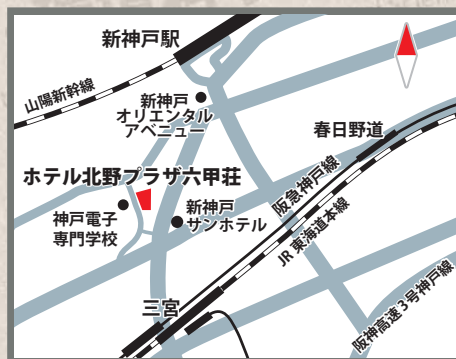 新神戸駅
山陽新幹線
新神戸
オリエンタル
アベニュー
春日野道
ホテル北野プラザ六甲荘
神戸電子
専門学校
新神戸
サンホテル
阪急神戸線
JR東海道本線
三宮
阪神高速3号神戸線